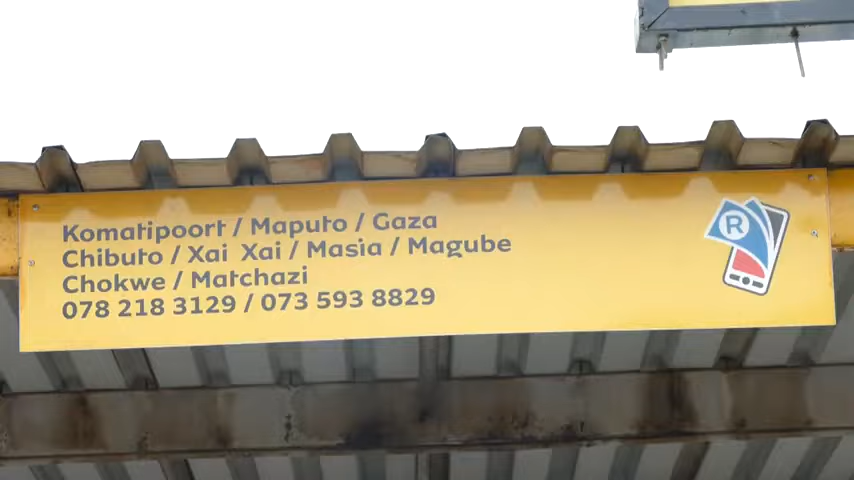 Komatipoort / Maputo / Gaza
Chibuto / Xai Xai / Masia / Magube
Chokwe / Matchazi
078 218 3129 / 073 593 8829
R